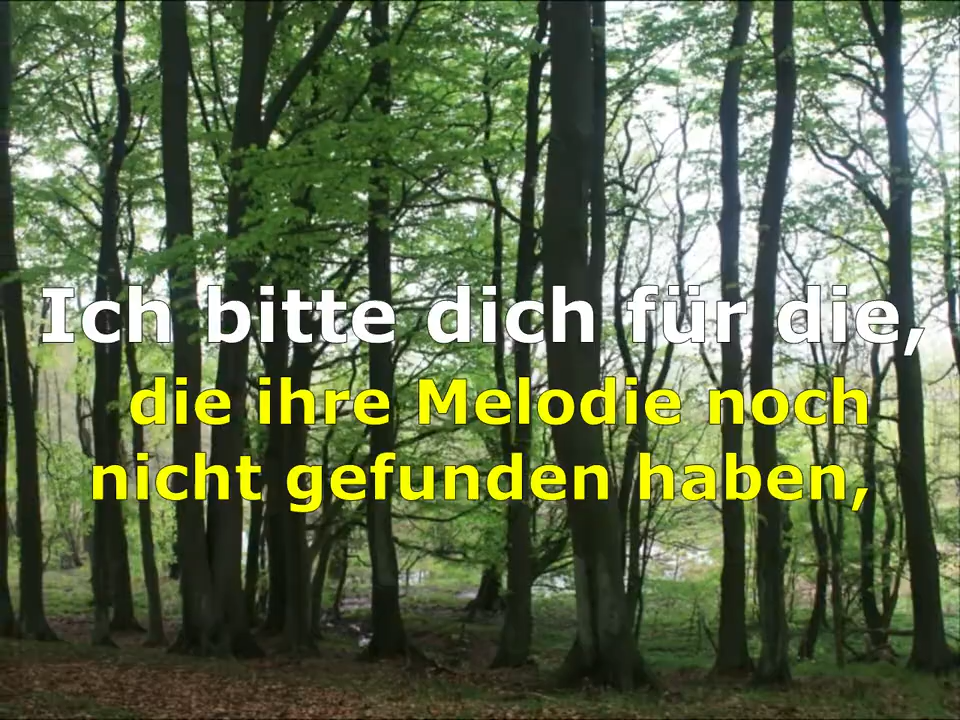 Ich bitte dich für die,
die ihre Melodie noch
nicht gefunden haben,